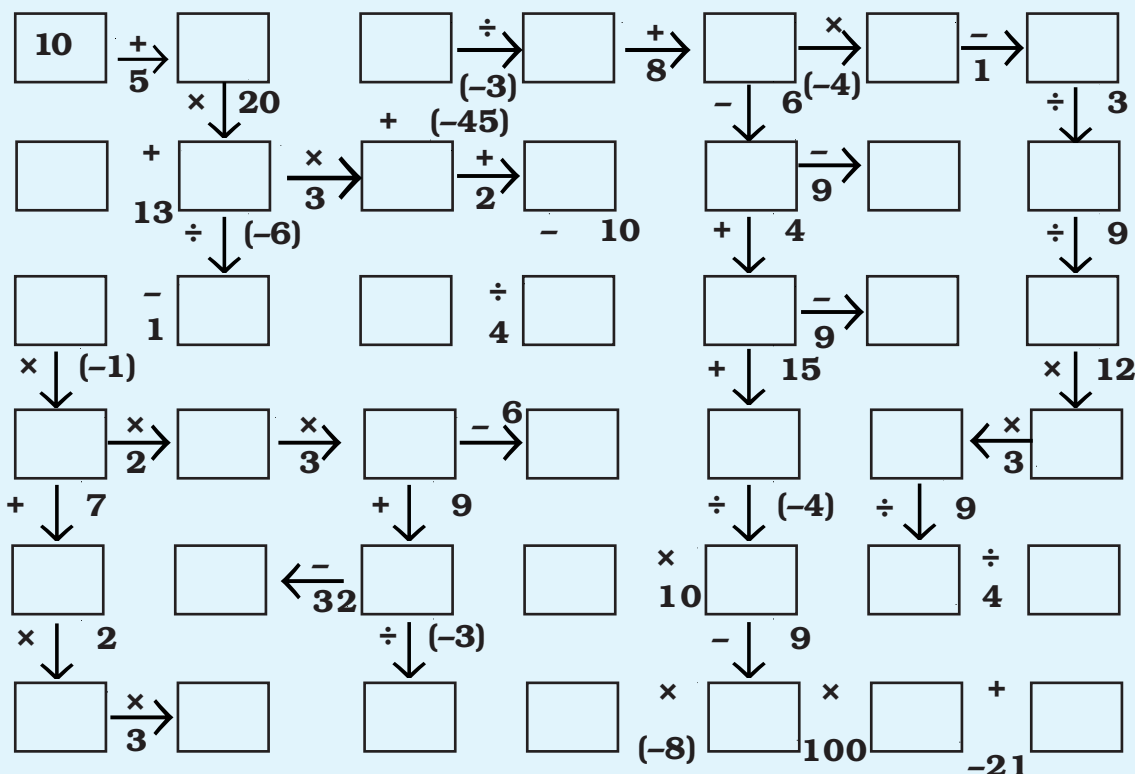 ÷ + × –
10 + 5 (–3) 8 (–4) – 1
× 20 – 6 ÷ 3
+ (–45)
+ × + –
13 3 2 9
÷ (–6) – 10 + 4 ÷ 9
– ÷ –
1 4 9
× (–1) + 15 × 12
× × – 6 ×
2 3 3
+ 7 + 9 ÷ (–4) ÷ 9
– × ÷
32 10 4
× 2 ÷ (–3) – 9
× × × +
3 (–8) 100 –21